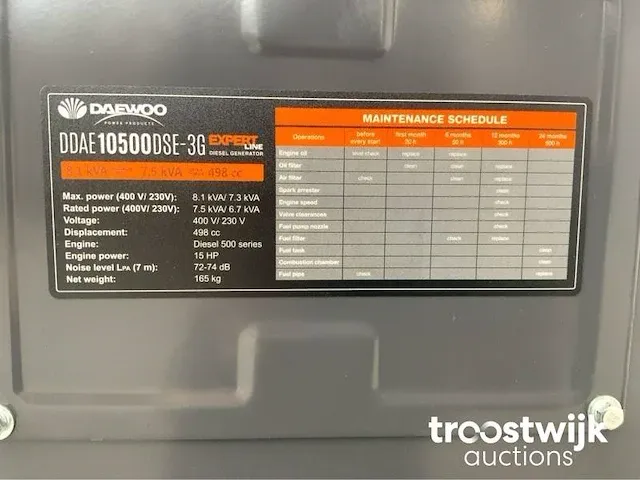 DAEWOO
POWER PRODUCTS
DDAE10500DSE-3G EXPERT LINE
DIESEL GENERATOR
8.1 kVA 7.5 kVA 498 cc
Max. power (400 V/ 230V): 8.1 kVA/ 7.3 kVA
Rated power (400V/ 230V): 7.5 kVA/ 6.7 kVA
Voltage: 400 V/ 230 V
Displacement: 498 cc
Engine: Diesel 500 series
Engine power: 15 HP
Noise level LPA (7 m): 72-74 dB
Net weight: 165 kg
MAINTENANCE SCHEDULE
Operations before every start first month 20 h 6 months 50 h 12 months 300 h 24 months 600 h
Engine oil level check replace replace
Oil filter clean clean replace
Air filter check check replace
Spark arrester clean
Engine speed check
Valve clearances check
Fuel pump nozzle check
Fuel filter check replace
Fuel tank clean
Combustion chamber clean
Fuel pipe check replace
troostwijk
auctions